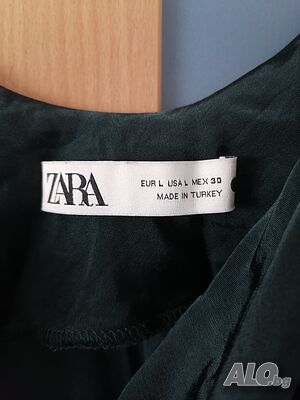 ZARA
EUR L USA L MEX 30
MADE IN TURKEY
ALO.bg